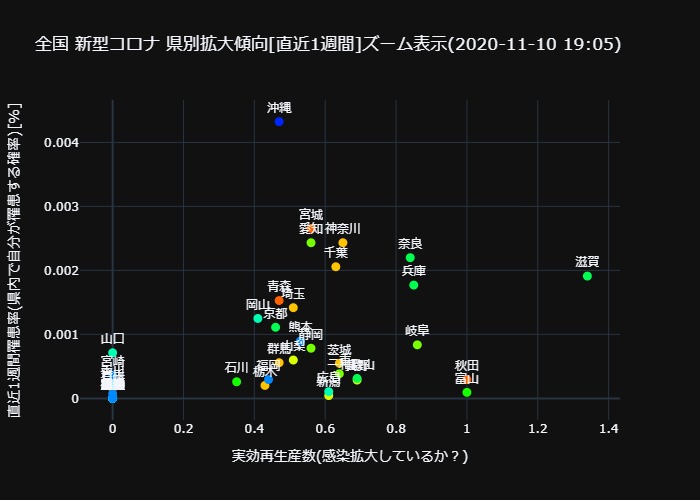 全国 新型コロナ 県別拡大傾向[直近1週間]ズーム表示(2020-11-10 19:05)
直近1週間罹患率(県内で自分が罹患する確率)[%]
0.004
0.003
0.002
0.001
0
沖縄
宮城
愛知
神奈川
千葉
奈良
兵庫
滋賀
青森
埼玉
岡山
京都
熊本
静岡
山梨
岐阜
山口
宮崎
群馬
茨城
石川
福岡
栃木
広島
新潟
秋田
富山
0
0.2
0.4
0.6
0.8
1
1.2
1.4
実効再生産数(感染拡大しているか？)